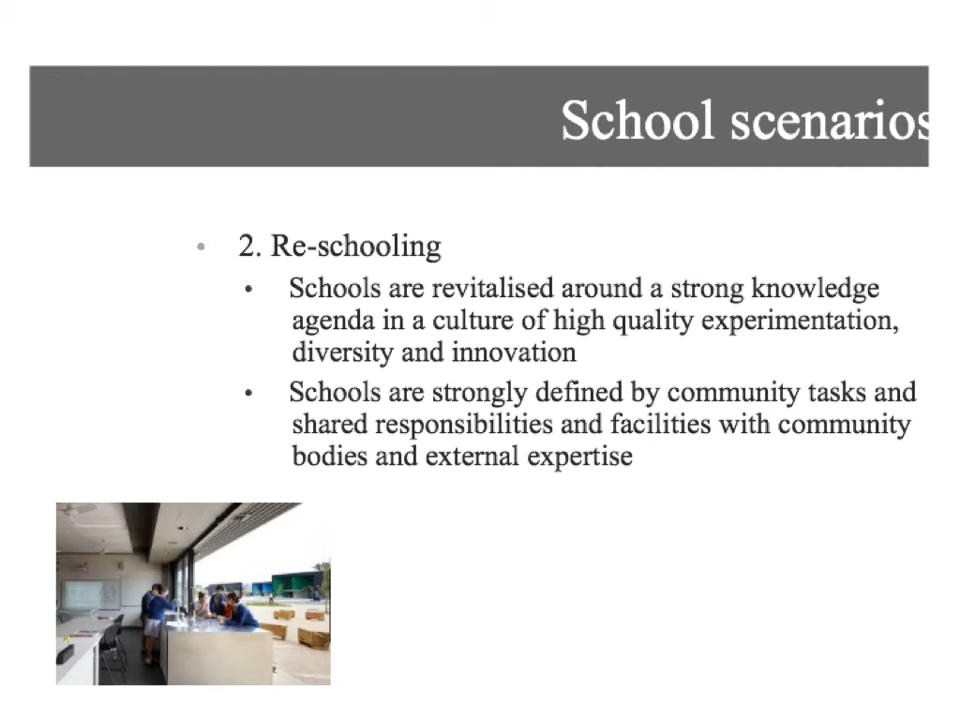 School scenarios
• 2. Re-schooling
• Schools are revitalised around a strong knowledge
agenda in a culture of high quality experimentation,
diversity and innovation
• Schools are strongly defined by community tasks and
shared responsibilities and facilities with community
bodies and external expertise